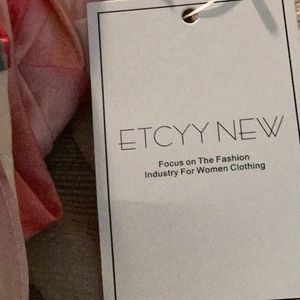 ETCYY NEW
Focus on The Fashion
Industry For Women Clothing